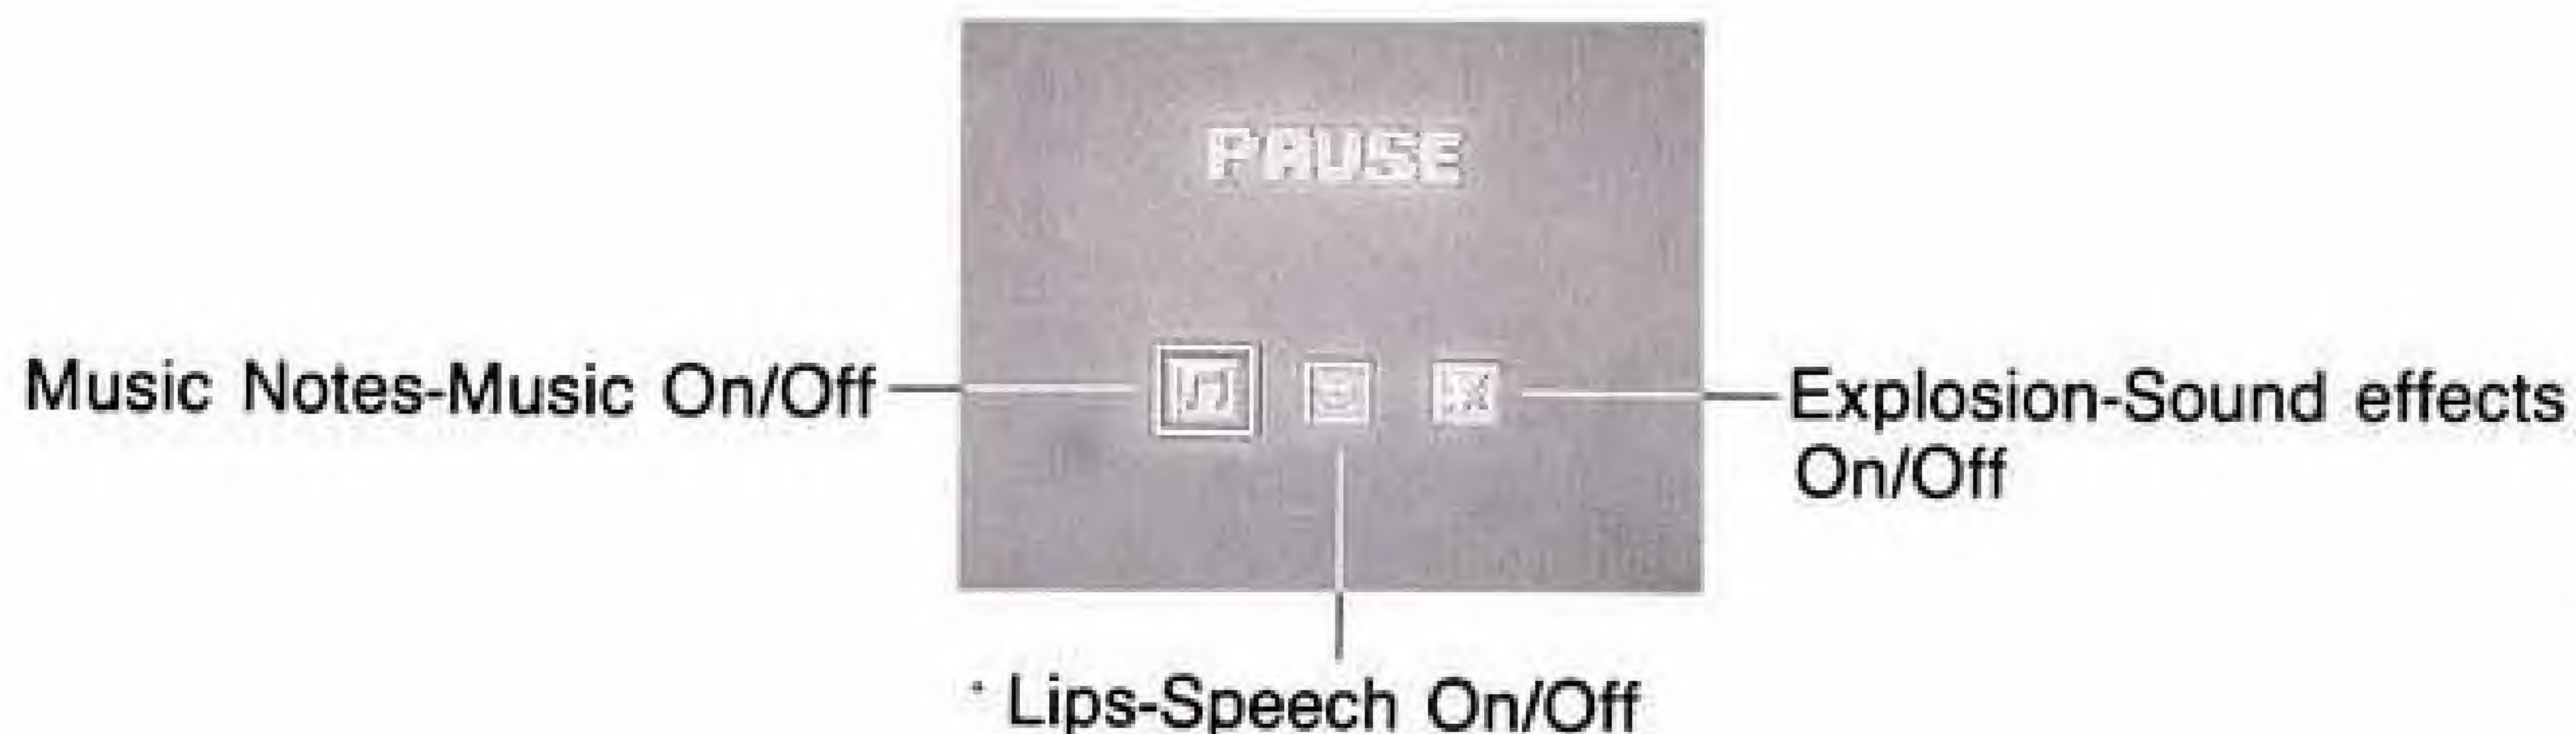 PAUSE
Music Notes-Music On/Off
Explosion-Sound effects
On/Off
Lips-Speech On/Off